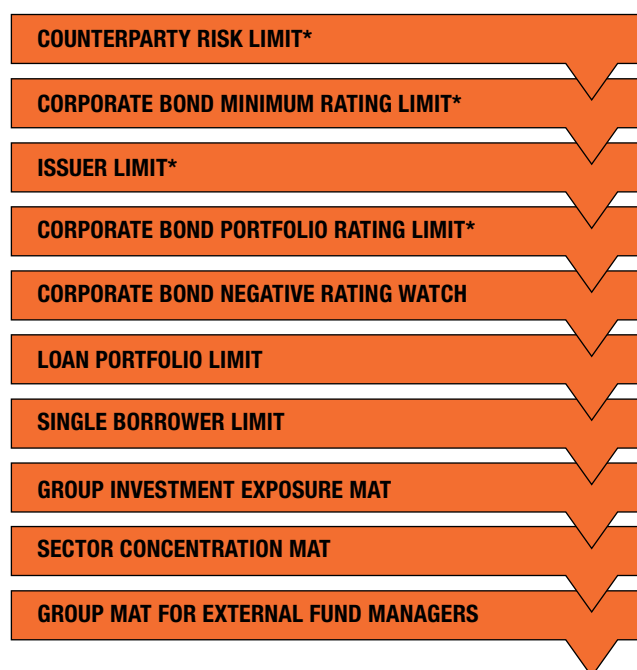 COUNTERPARTY RISK LIMIT*
CORPORATE BOND MINIMUM RATING LIMIT*
ISSUER LIMIT*
CORPORATE BOND PORTFOLIO RATING LIMIT*
CORPORATE BOND NEGATIVE RATING WATCH
LOAN PORTFOLIO LIMIT
SINGLE BORROWER LIMIT
GROUP INVESTMENT EXPOSURE MAT
SECTOR CONCENTRATION MAT
GROUP MAT FOR EXTERNAL FUND MANAGERS